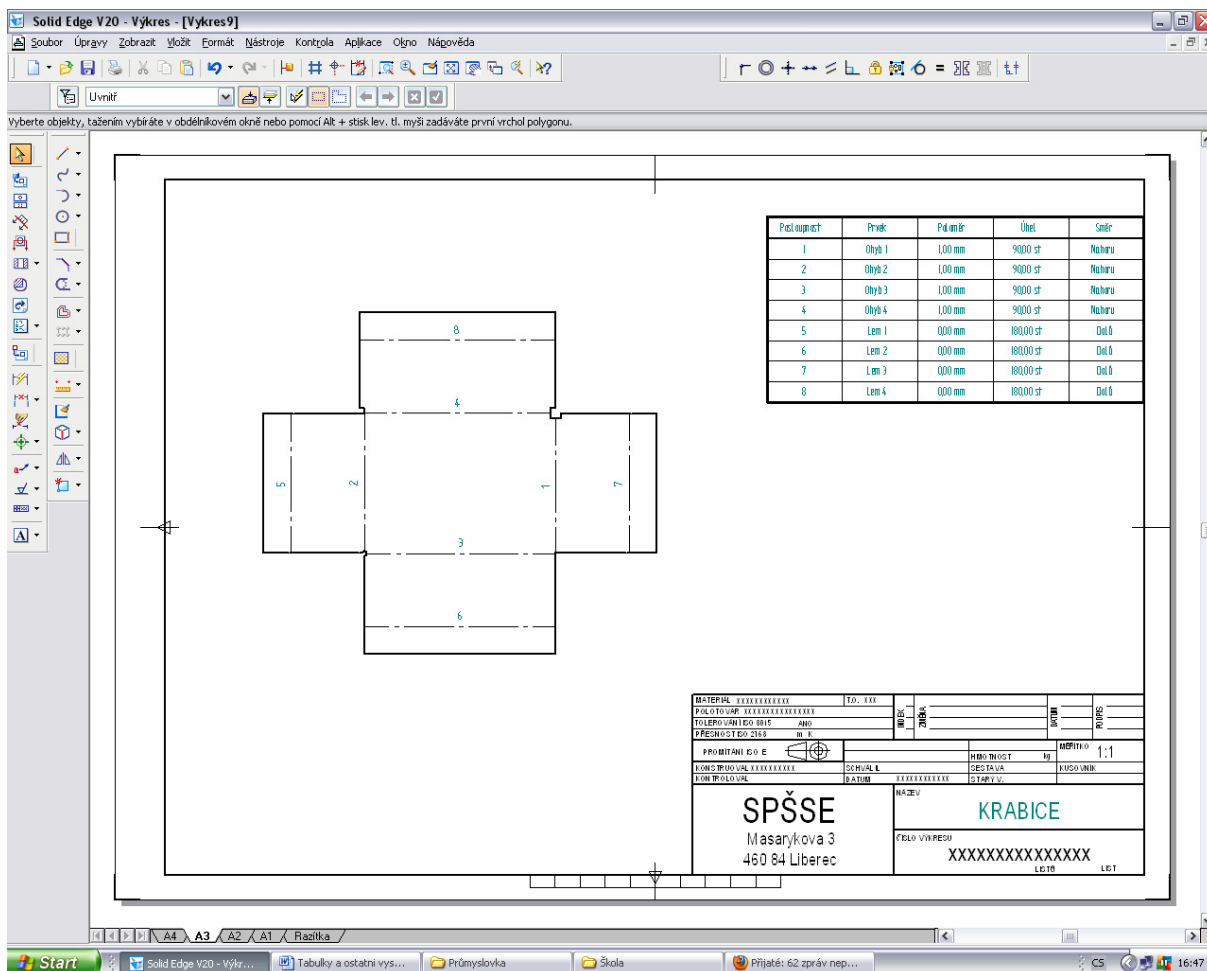 Solid Edge V20 - Výkres - [Vykres9]
Soubor Úpravy Zobrazit Vložit Formát Nástroje Kontrola Aplikace Okno Nápověda
Uvnitř
Vyberte objekty, tažením vybíráte v obdélníkovém okně nebo pomocí Alt + stisk lev. tl. myši zadáváte první vrchol polygonu.
Posloupnost Prvek Poloměr Úhel Směr
1 Ohyb 1 1,00 mm 90,00 st Nahoru
2 Ohyb 2 1,00 mm 90,00 st Nahoru
3 Ohyb 3 1,00 mm 90,00 st Nahoru
4 Ohyb 4 1,00 mm 90,00 st Nahoru
5 Lem 1 0,00 mm 180,00 st Dolů
6 Lem 2 0,00 mm 180,00 st Dolů
7 Lem 3 0,00 mm 180,00 st Dolů
8 Lem 4 0,00 mm 180,00 st Dolů
8
4
5 2 1 7
3
6
MATERIÁL XXXXXXXXXXXX T.O. XXX
POLOTOVAR XXXXXXXXXXXXXXXX
TOLEROVÁNI ISO 8015 ANO
PŘESNOST ISO 2768 m K
INDEX ZMĚNA DATUM PODPIS
PROMÍTÁNI ISO E
HMOTNOST kg
MĚŘÍTKO 1:1
KONSTRUOVAL XXXXXXXXXX SCHVÁLIL SESTAVA KUSOVNÍK
KONTROLOVAL DATUM XXXXXXXXXXXX STARÝ V.
SPŠSE
Masarykova 3
460 84 Liberec
NÁZEV
KRABICE
ČÍSLO VÝKRESU
XXXXXXXXXXXXXXX
LISTŮ LIST
A4 A3 A2 A1 Razítka
Start Solid Edge V20 - Výkr... Tabulky a ostatni vys... Průmyslovka Škola Přijaté: 62 zpráv nep... CS 16:47